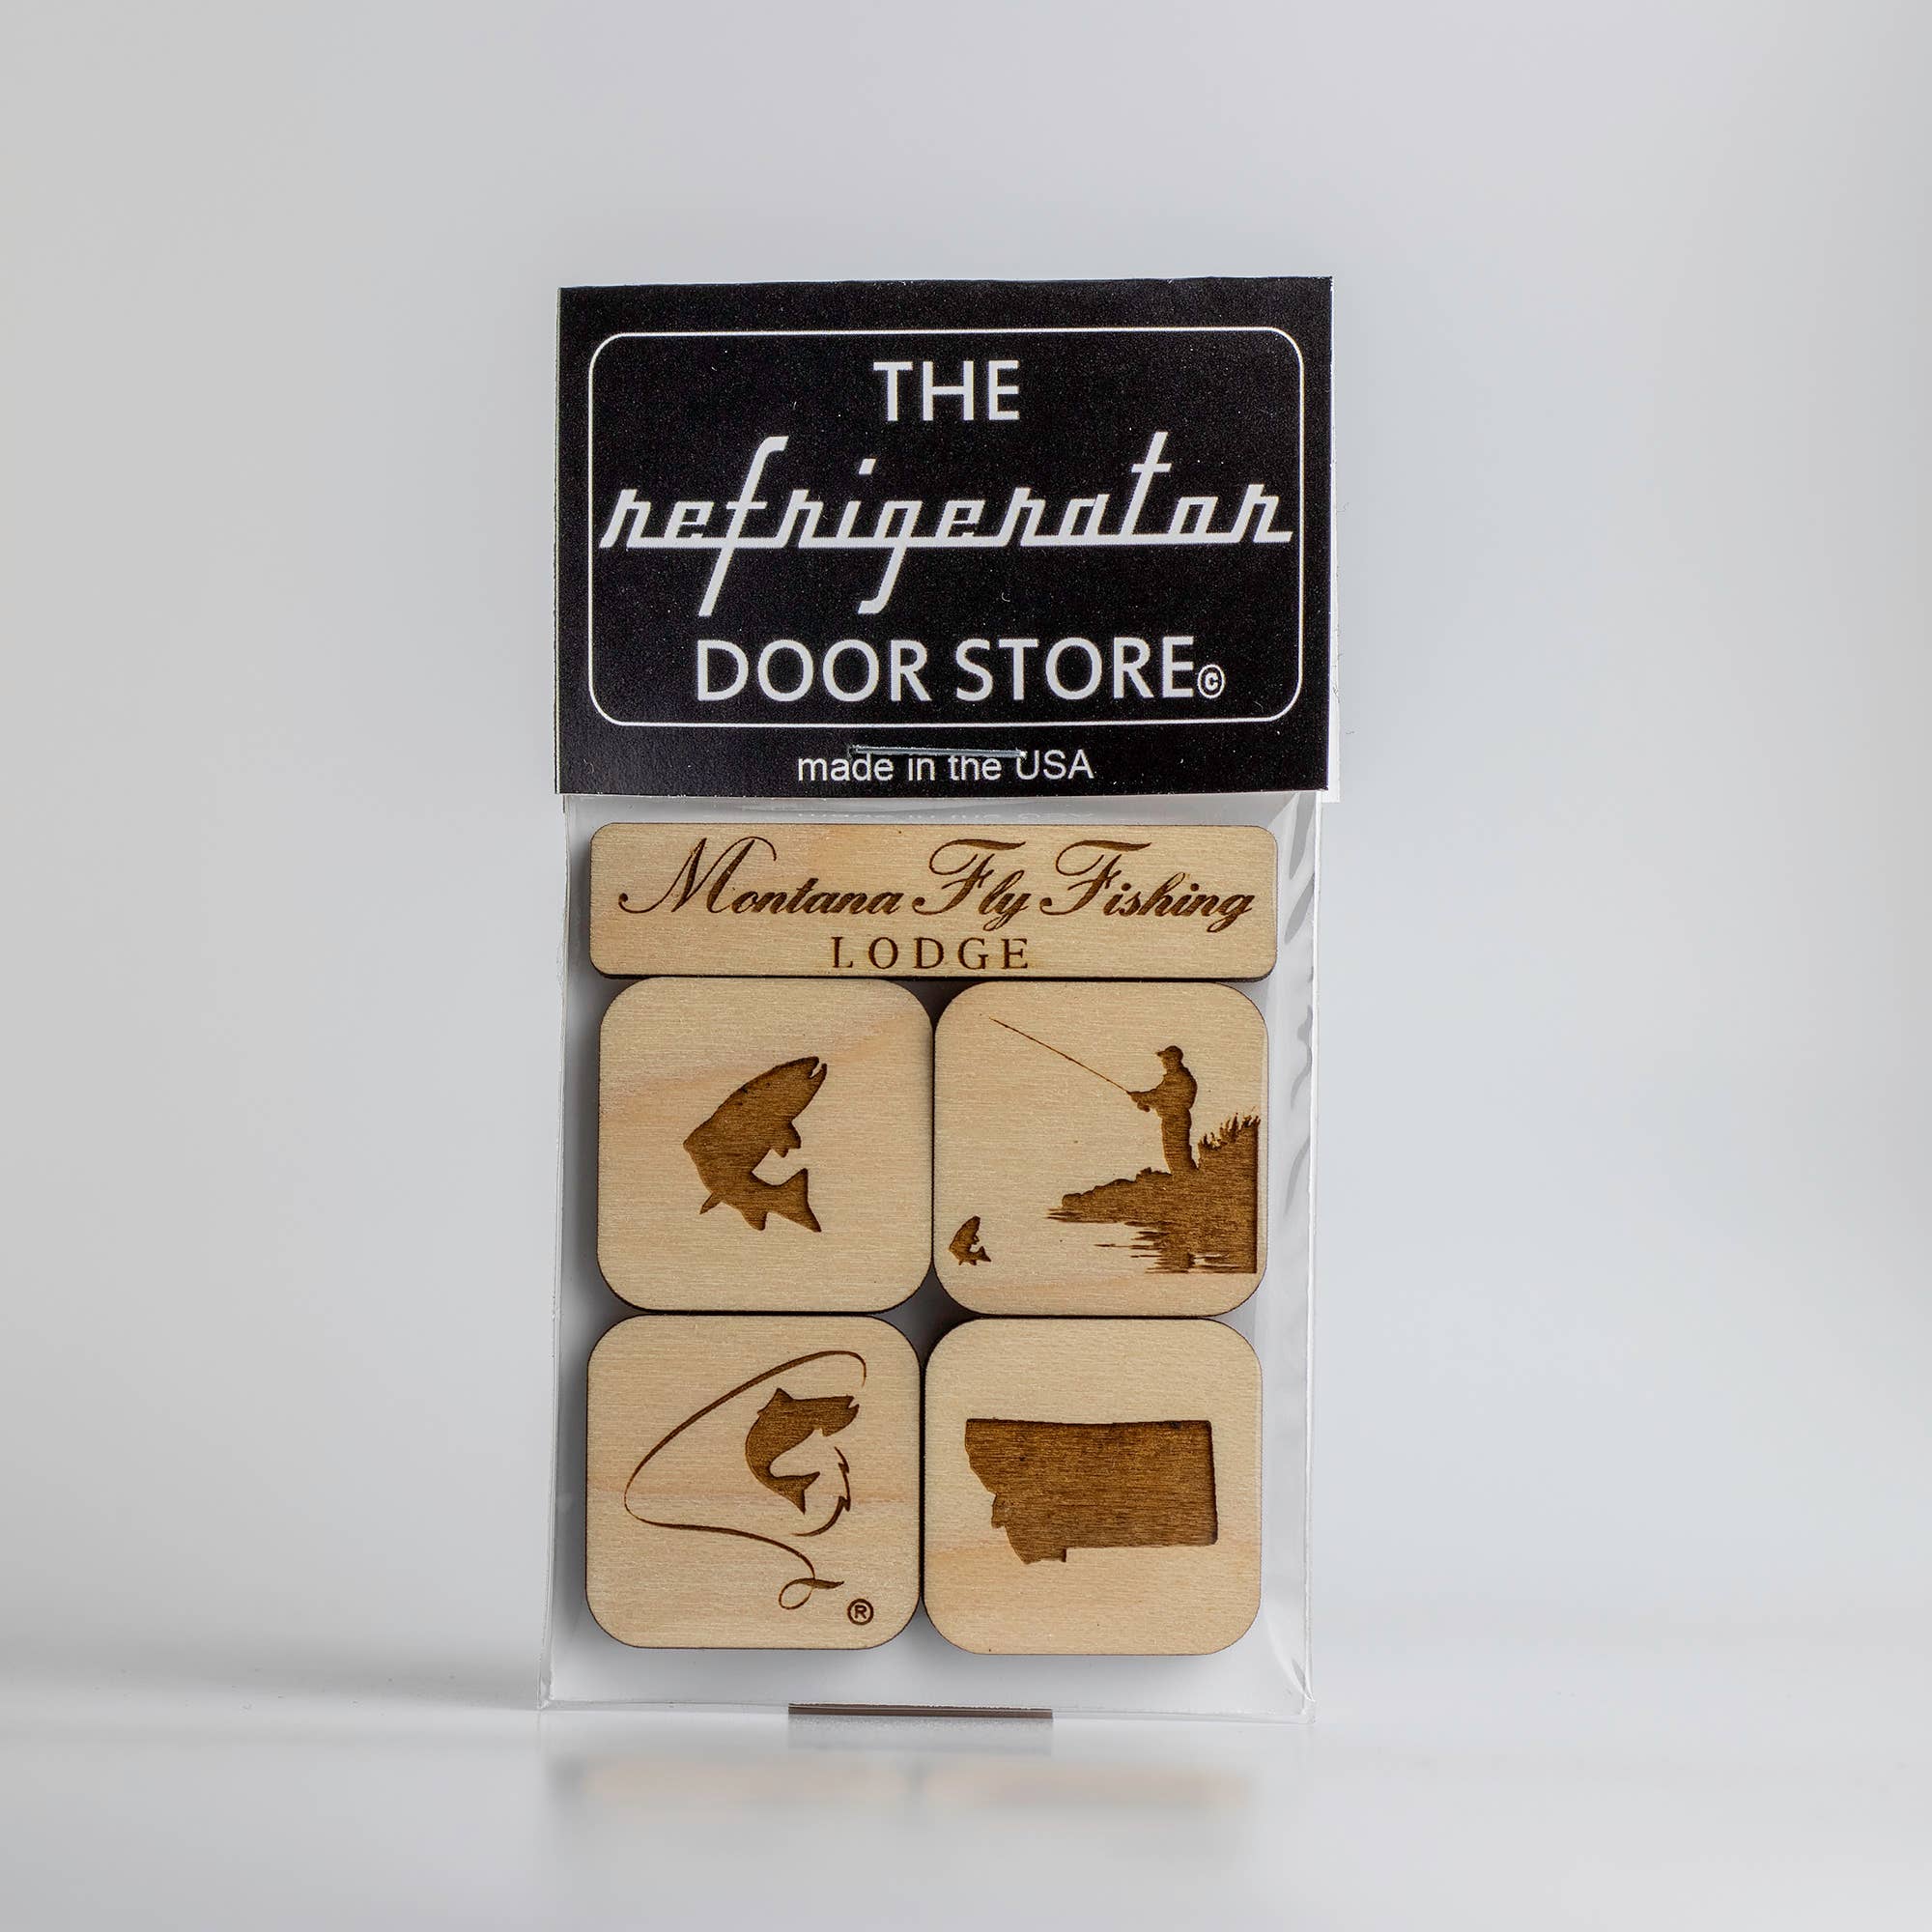 THE
refrigerator
DOOR STORE©
made in the USA
Montana Fly Fishing
LODGE
®